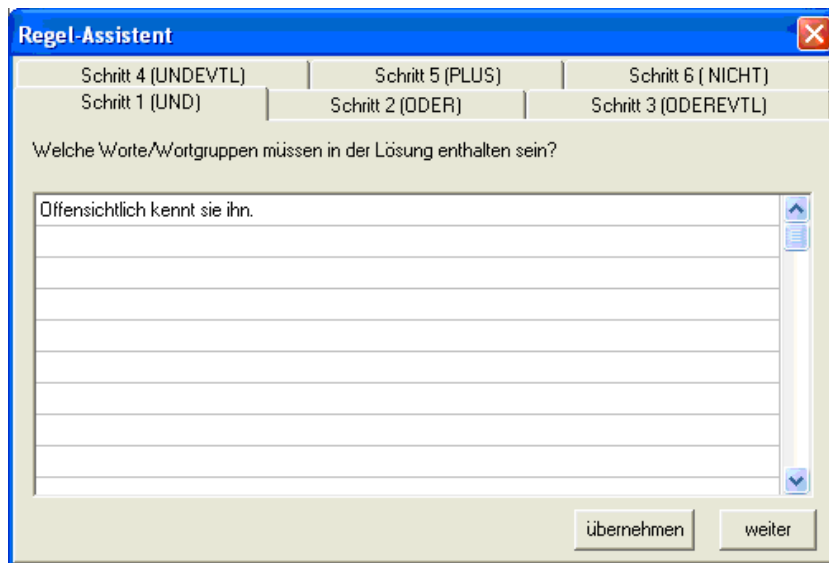 Regel-Assistent
Schritt 4 (UNDEVTL) Schritt 5 (PLUS) Schritt 6 ( NICHT)
Schritt 1 (UND) Schritt 2 (ODER) Schritt 3 (ODEREVTL)
Welche Worte/Wortgruppen müssen in der Lösung enthalten sein?
Offensichtlich kennt sie ihn.
übernehmen weiter